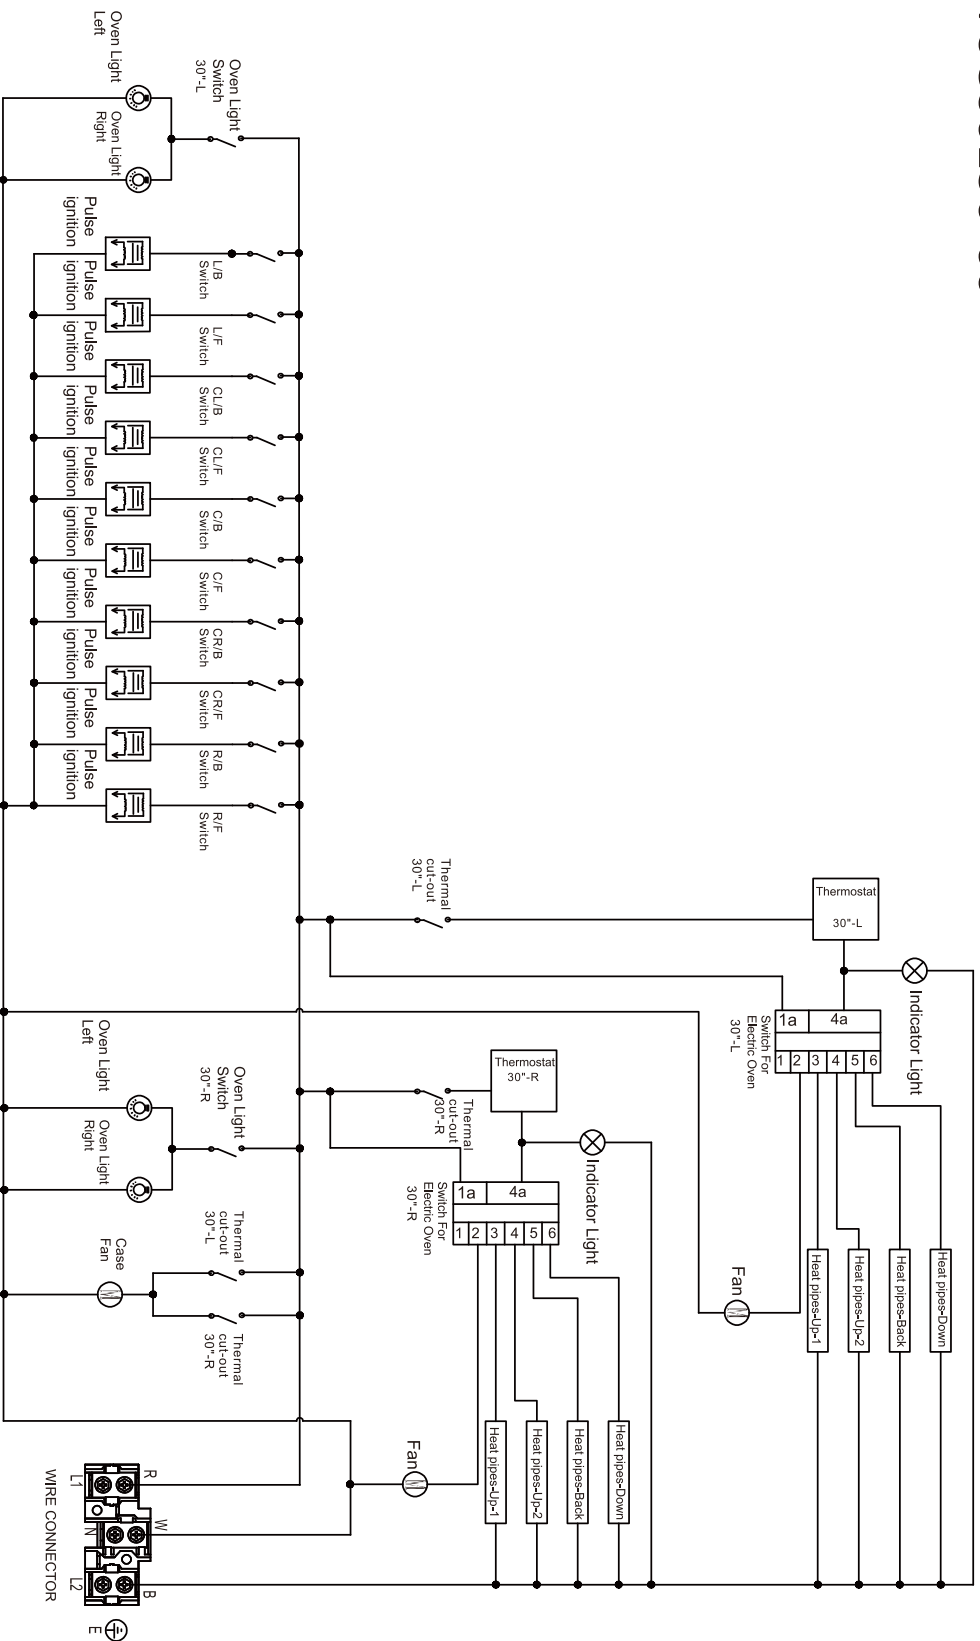 Oven Light
Left
Oven Light
Right
Oven Light
Switch
30"-L
Pulse
ignition
L/B
Switch
Pulse
ignition
L/F
Switch
Pulse
ignition
CL/B
Switch
Pulse
ignition
CL/F
Switch
Pulse
ignition
C/B
Switch
Pulse
ignition
C/F
Switch
Pulse
ignition
CR/B
Switch
Pulse
ignition
CR/F
Switch
Pulse
ignition
R/B
Switch
Pulse
ignition
R/F
Switch
Thermal
cut-out
30"-L
Thermostat
30"-L
Indicator Light
1a 4a
1 2 3 4 5 6
Switch For
Electric Oven
30"-L
Fan
Heat pipes-Up-1
Heat pipes-Up-2
Heat pipes-Back
Heat pipes-Down
Oven Light
Left
Oven Light
Right
Oven Light
Switch
30"-R
Thermal
cut-out
30"-R
Thermostat
30"-R
Indicator Light
1a 4a
1 2 3 4 5 6
Switch For
Electric Oven
30"-R
Fan
Heat pipes-Up-1
Heat pipes-Up-2
Heat pipes-Back
Heat pipes-Down
Case
Fan
Thermal
cut-out
30"-L
Thermal
cut-out
30"-R
R
W
B
L1
N
L2
WIRE CONNECTOR
E